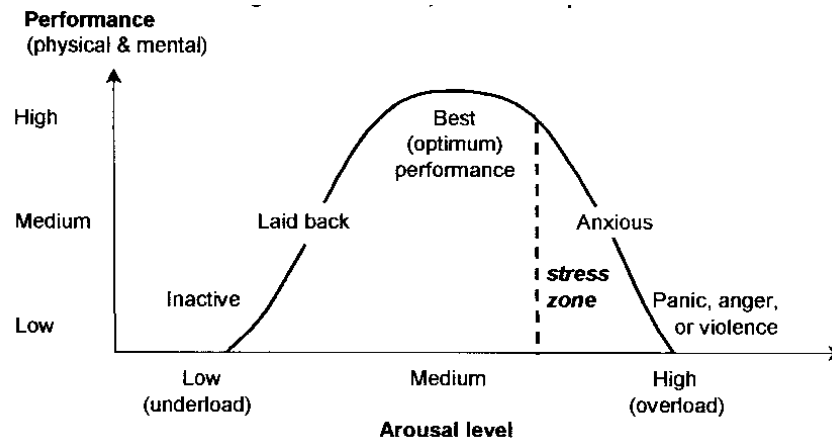 Performance
(physical & mental)
High
Best
(optimum)
performance
Medium
Laid back
Anxious
stress
zone
Inactive
Panic, anger,
or violence
Low
Low
(underload)
Medium
High
(overload)
Arousal level